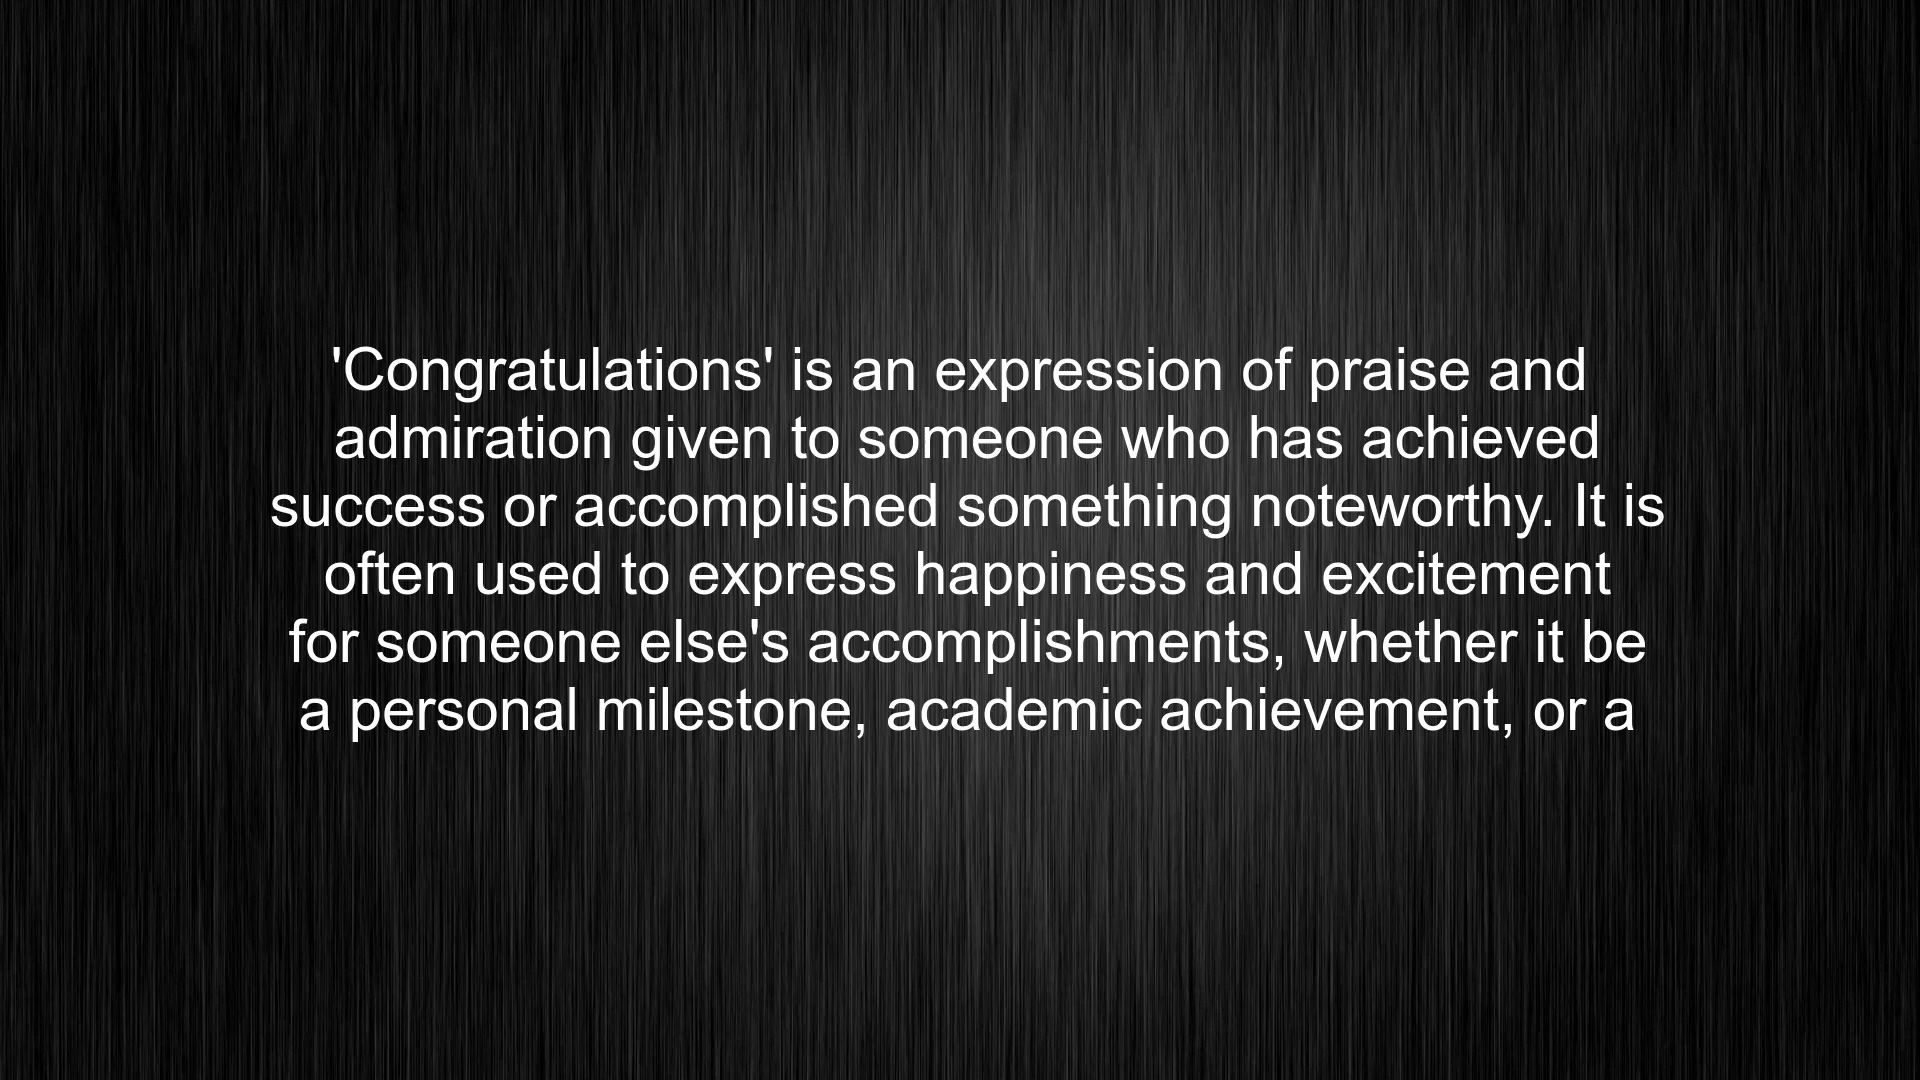 'Congratulations' is an expression of praise and
admiration given to someone who has achieved
success or accomplished something noteworthy. It is
often used to express happiness and excitement
for someone else's accomplishments, whether it be
a personal milestone, academic achievement, or a